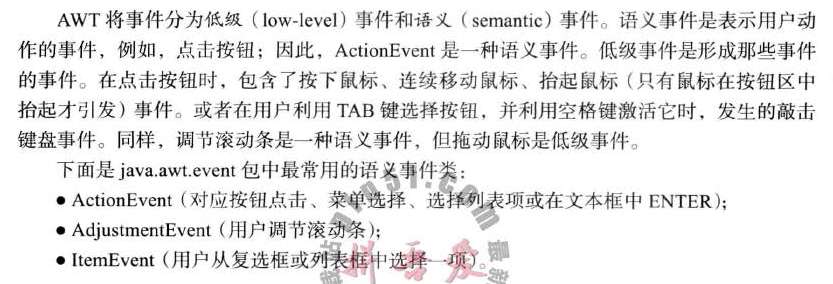 AWT 将事件分为低级（low-level）事件和语义（semantic）事件。语义事件是表示用户动
作的事件，例如，点击按钮；因此，ActionEvent 是一种语义事件。低级事件是形成那些事件
的事件。在点击按钮时，包含了按下鼠标、连续移动鼠标、抬起鼠标（只有鼠标在按钮区中
抬起才引发）事件。或者在用户利用 TAB 键选择按钮，并利用空格键激活它时，发生的敲击
键盘事件。同样，调节滚动条是一种语义事件，但拖动鼠标是低级事件。
下面是 java.awt.event 包中最常用的语义事件类：
● ActionEvent（对应按钮点击、菜单选择、选择列表项或在文本框中 ENTER）；
● AdjustmentEvent（用户调节滚动条）；
● ItemEvent（用户从复选框或列表框中选择一项）。